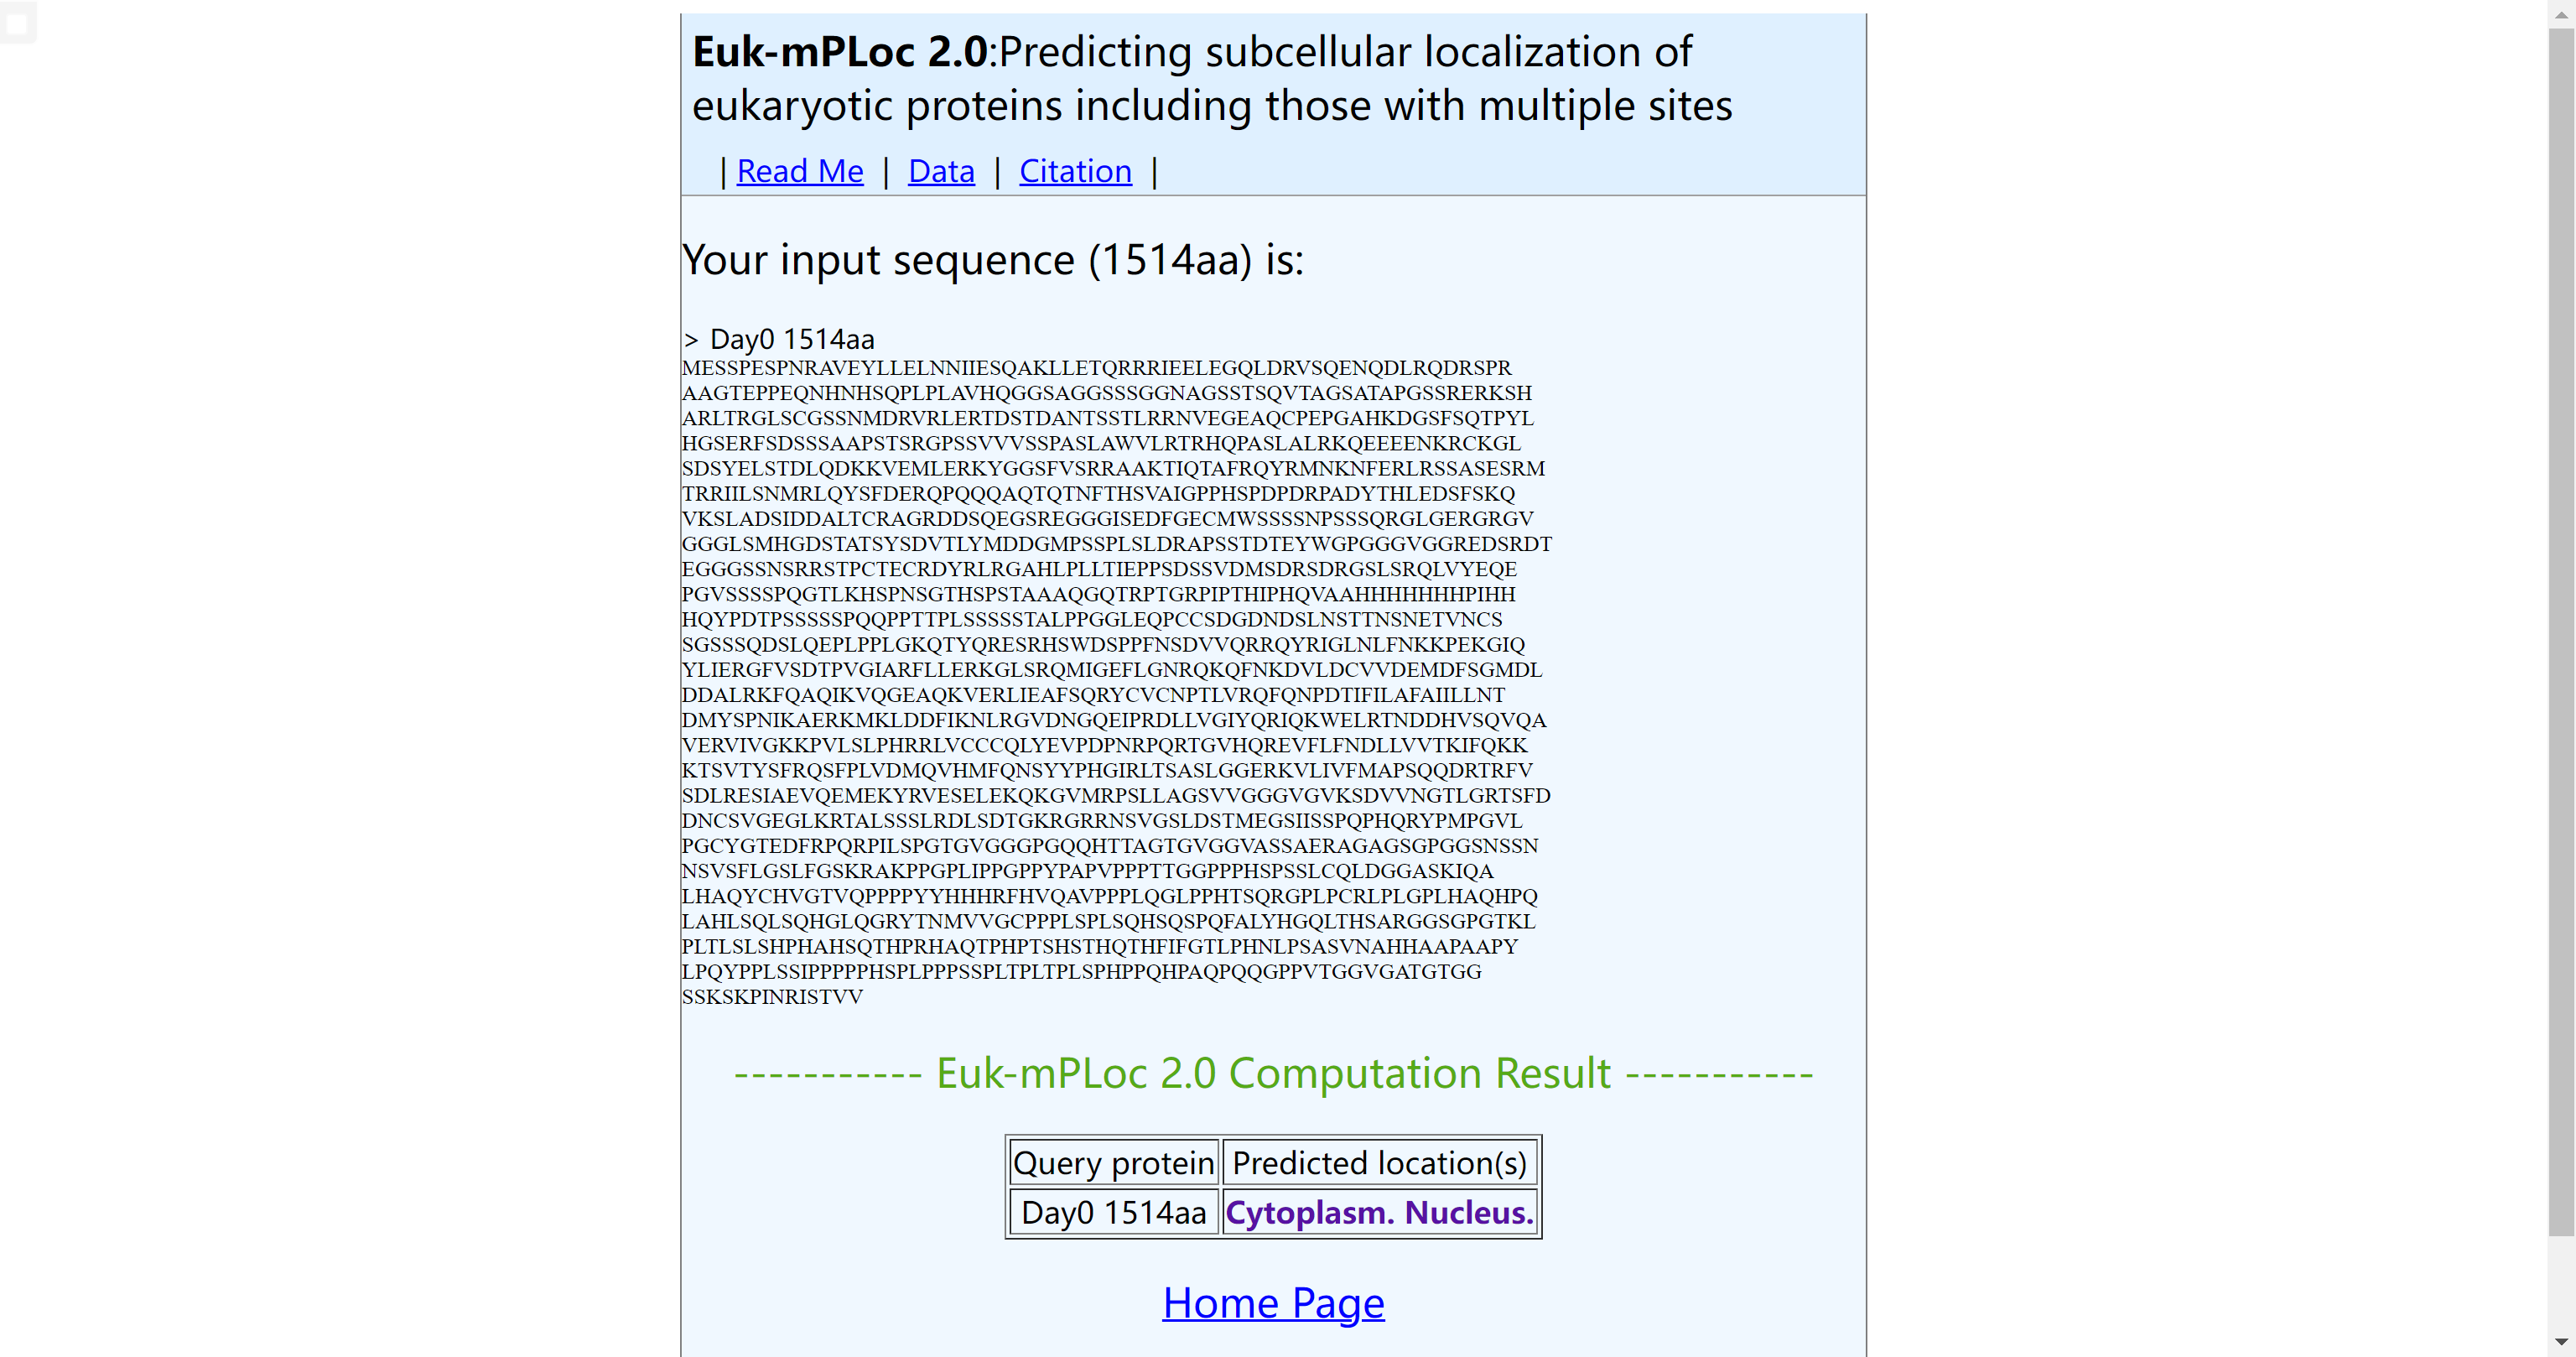 Euk-mPLoc 2.0:Predicting subcellular localization of
eukaryotic proteins including those with multiple sites
| Read Me | Data | Citation |
Your input sequence (1514aa) is:
> Day0 1514aa
MESSPESPNRAVEYLLELNNIIESQAKLLETQRRRIEELEGQLDRVSQENQDLRQDRSPR
AAGTEPPEQNHNHSQPLPLAVHQGGSAGGSSSGGNAGSSTSQVTAGSATAPGSSRERKSH
ARLTRGLSCGSSNMDRVRLERTDSTDANTSSTLRRNVEGEAQCPEPGAHKDGSFSQTPYL
HGSERFSDSSSAAPSTSRGPSSVVVSSPASLAWVLRTRHQPASLALRKQEEEENKRCKGL
SDSYELSTDLQDKKVEMLERKYGGSFVSRRAAKTIQTAFRQYRMNKNFERLRSSASESRM
TRRIILSNMRLQYSFDERQPQQQAQTQTNFTHSVAIGPPHSPDPDRPADYTHLEDSFSKQ
VKSLADSIDDALTCRAGRDDSQEGSREGGGISEDFGECMWSSSSNPSSSQRGLGERGRGV
GGGLSMHGDSTATSYSDVTLYMDDGMPSSPLSLDRAPSSTDTEYWGPGGGVGGREDSRDT
EGGGSSNSRRSTPCTECRDYRLRGAHLPLLTIEPPSDSSVDMSDRSDRGSLSRQLVYEQE
PGVSSSSPQGTLKHSPNSGTHSPSTAAAQGQTRPTGRPIPTHIPHQVAAHHHHHHHPIHH
HQYPDTPSSSSSPQQPPTTPLSSSSSTALPPGGLEQPCCSDGDNDSLNSTTNSNETVNCS
SGSSSQDSLQEPLPPLGKQTYQRESRHSWDSPPFNSDVVQRRQYRIGLNLFNKKPEKGIQ
YLIERGFVSDTPVGIARFLLERKGLSRQMIGEFLGNRQKQFNKDVLDCVVDEMDFSGMDL
DDALRKFQAQIKVQGEAQKVERLIEAFSQRYCVCNPTLVRQFQNPDTIFILAFAIILLNT
DMYSPNIKAERKMKLDDFIKNLRGVDNGQEIPRDLLVGIYQRIQKWELRTNDDHVSQVQA
VERVIVGKKPVLSLPHRRLVCCCQLYEVPDPNRPQRTGVHQREVFLFNDLLVVTKIFQKK
KTSVTYSFRQSFPLVDMQVHMFQNSYYPHGIRLTSASLGGERKVLIVFMAPSQQDRTRFV
SDLRESIAEVQEMEKYRVESELEKQKGVMRPSLLAGSVVGGGVGVKSDVVNGTLGRTSFD
DNCSVGEGLKRTALSSSLRDLSDTGKRGRRNSVGSLDSTMEGSIISSPQPHQRYPMPGVL
PGCYGTEDFRPQRPILSPGTGVGGGPGQQHTTAGTGVGGVASSAERAGAGSGPGGSNSSN
NSVSFLGSLFGSKRAKPPGPLIPPGPPYPAPVPPPTTGGPPPHSPSSLCQLDGGASKIQA
LHAQYCHVGTVQPPPPYYHHHRFHVQAVPPPLQGLPPHTSQRGPLPCRLPLGPLHAQHPQ
LAHLSQLSQHGLQGRYTNMVVGCPPPLSPLSQHSQSPQFALYHGQLTHSARGGSGPGTKL
PLTLSLSHPHAHSQTHPRHAQTPHPTSHSTHQTHFIFGTLPHNLPSASVNAHHAAPAAPY
LPQYPPLSSIPPPPPHSPLPPPSSPLTPLTPLSPHPPQHPAQPQQGPPVTGGVGATGTGG
SSKSKPINRISTVV
----------- Euk-mPLoc 2.0 Computation Result -----------
Query protein Predicted location(s)
Day0 1514aa Cytoplasm. Nucleus.
Home Page